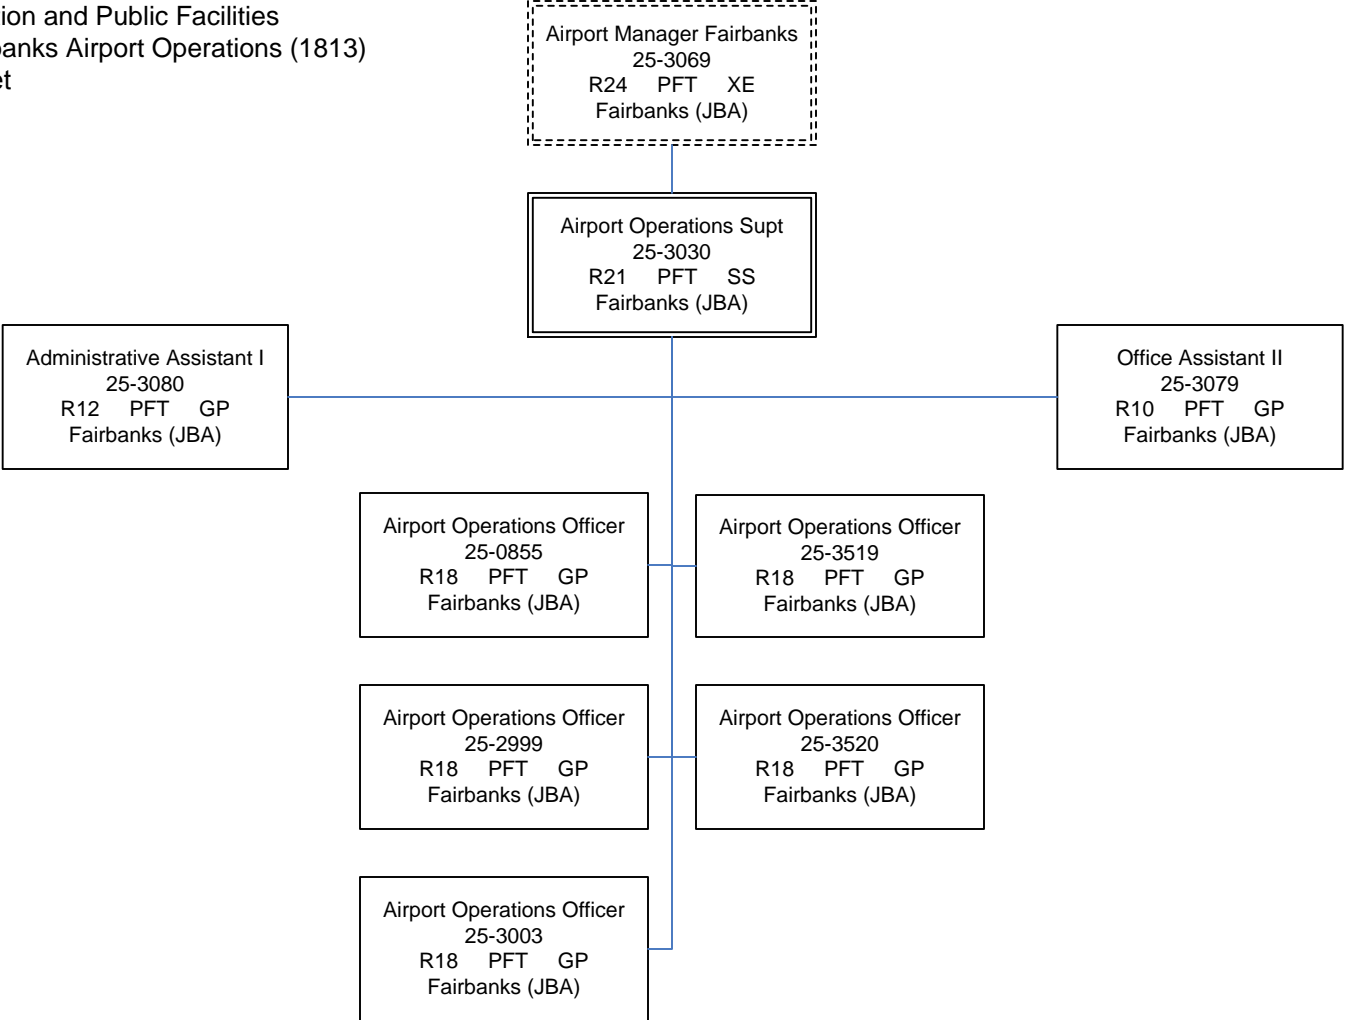 tion and Public Facilities
banks Airport Operations (1813)
et
Airport Manager Fairbanks
25-3069
R24 PFT XE
Fairbanks (JBA)
Airport Operations Supt
25-3030
R21 PFT SS
Fairbanks (JBA)
Administrative Assistant I
25-3080
R12 PFT GP
Fairbanks (JBA)
Office Assistant II
25-3079
R10 PFT GP
Fairbanks (JBA)
Airport Operations Officer
25-0855
R18 PFT GP
Fairbanks (JBA)
Airport Operations Officer
25-3519
R18 PFT GP
Fairbanks (JBA)
Airport Operations Officer
25-2999
R18 PFT GP
Fairbanks (JBA)
Airport Operations Officer
25-3520
R18 PFT GP
Fairbanks (JBA)
Airport Operations Officer
25-3003
R18 PFT GP
Fairbanks (JBA)